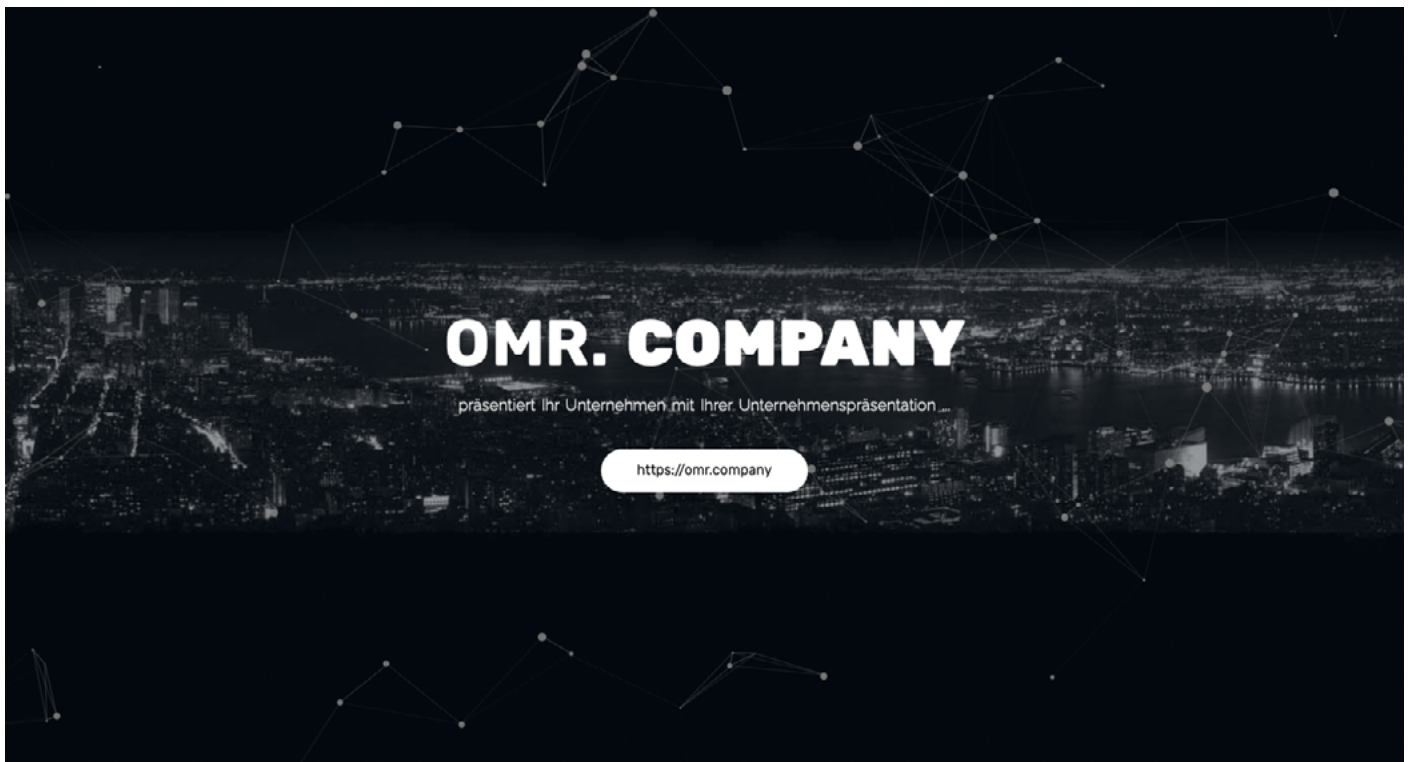 OMR. COMPANY
präsentiert Ihr Unternehmen mit Ihrer Unternehmenspräsentation ...
https://omr.company